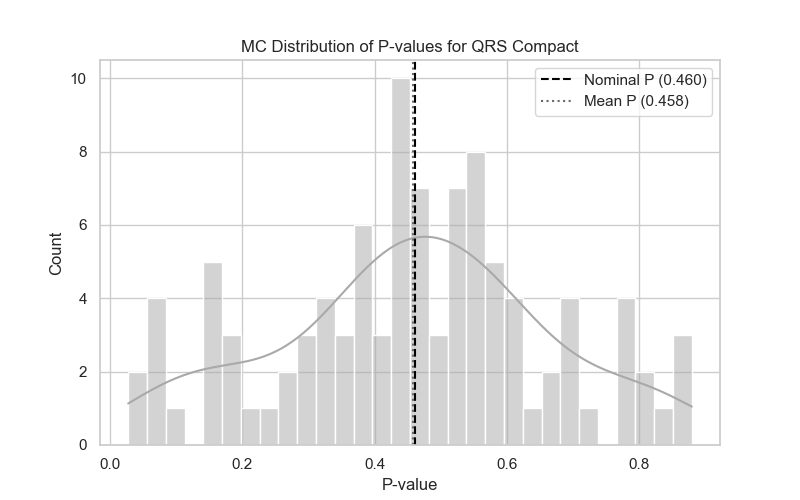 MC Distribution of P-values for QRS Compact
Nominal P (0.460)
Mean P (0.458)
Count
10
8
6
4
2
0
0.0 0.2 0.4 0.6 0.8
P-value